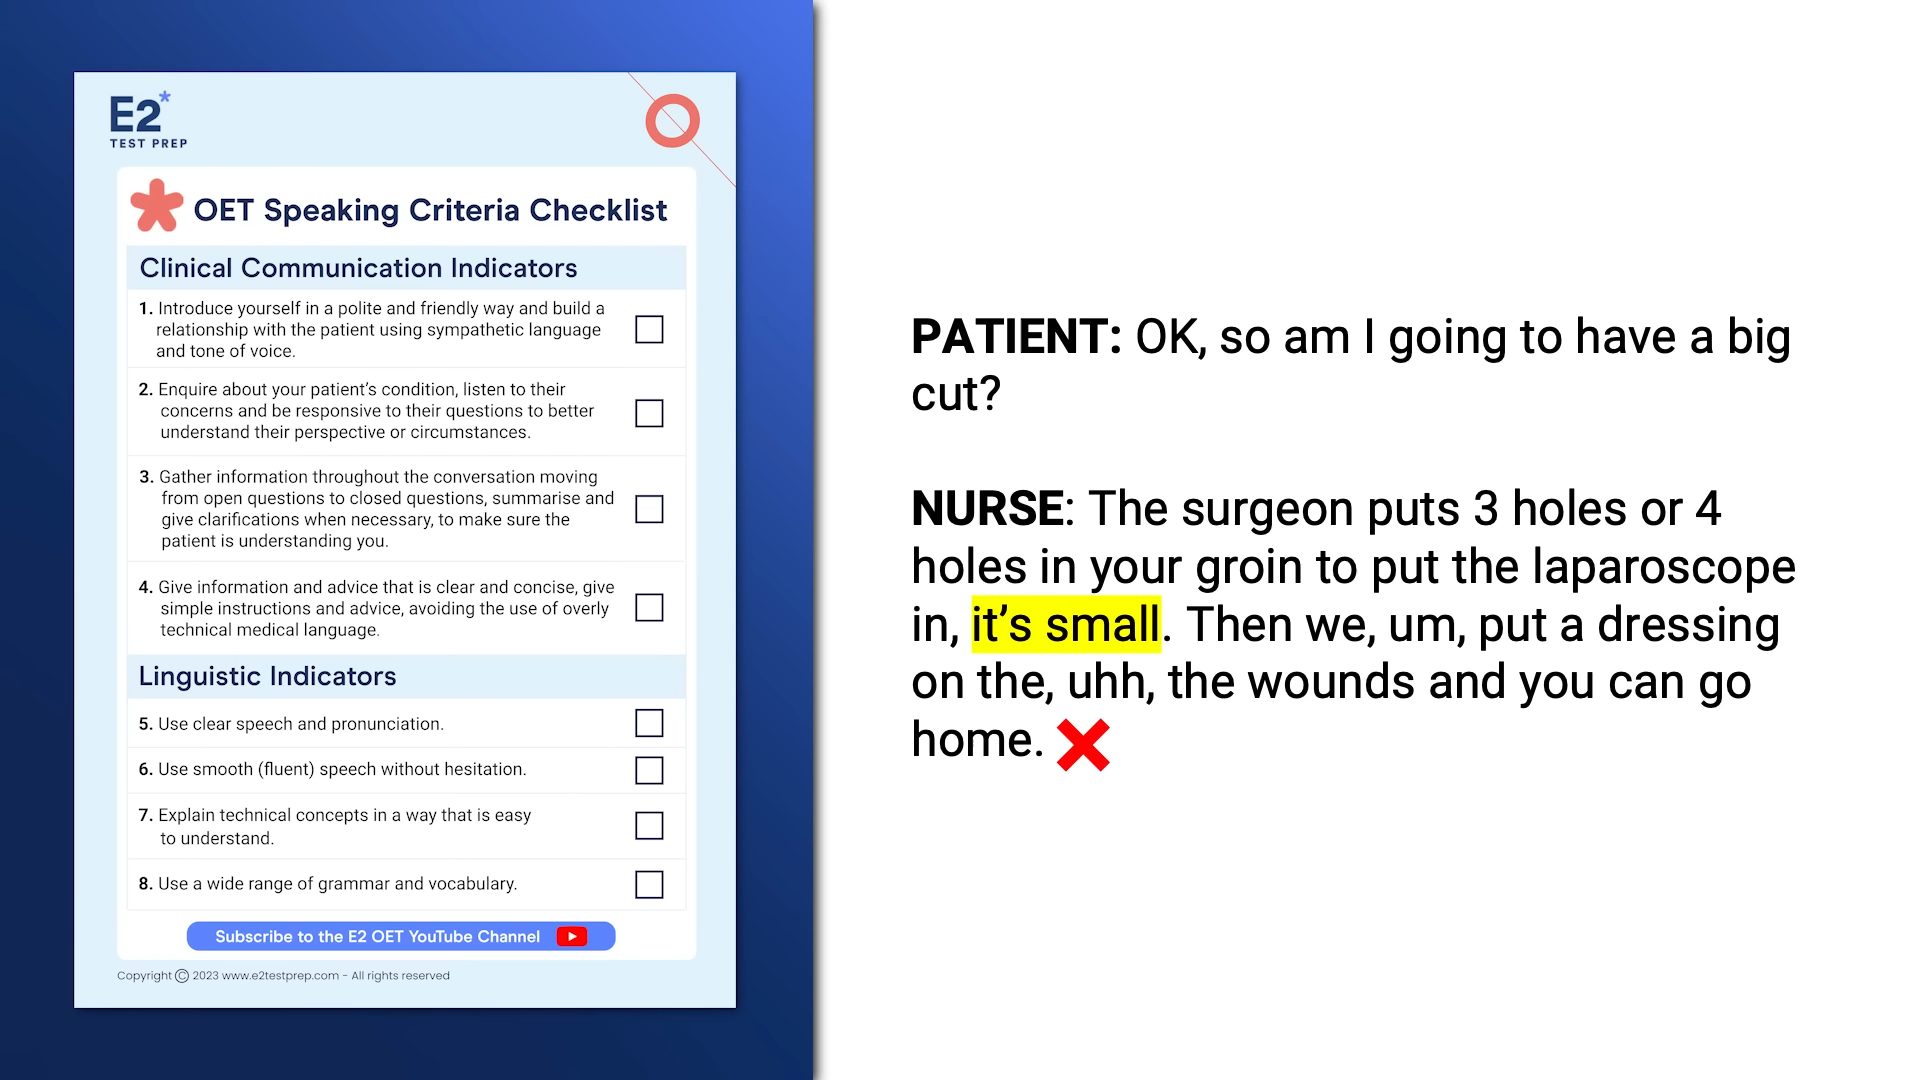 E2*
TEST PREP
OET Speaking Criteria Checklist
Clinical Communication Indicators
1. Introduce yourself in a polite and friendly way and build a
relationship with the patient using sympathetic language
and tone of voice.
2. Enquire about your patient's condition, listen to their
concerns and be responsive to their questions to better
understand their perspective or circumstances.
3. Gather information throughout the conversation moving
from open questions to closed questions, summarise and
give clarifications when necessary, to make sure the
patient is understanding you.
4. Give information and advice that is clear and concise, give
simple instructions and advice, avoiding the use of overly
technical medical language.
Linguistic Indicators
5. Use clear speech and pronunciation.
6. Use smooth (fluent) speech without hesitation.
7. Explain technical concepts in a way that is easy
to understand.
8. Use a wide range of grammar and vocabulary.
Subscribe to the E2 OET YouTube Channel
Copyright © 2023 www.e2testprep.com - All rights reserved
PATIENT: OK, so am I going to have a big
cut?
NURSE: The surgeon puts 3 holes or 4
holes in your groin to put the laparoscope
in, it’s small. Then we, um, put a dressing
on the, uhh, the wounds and you can go
home.